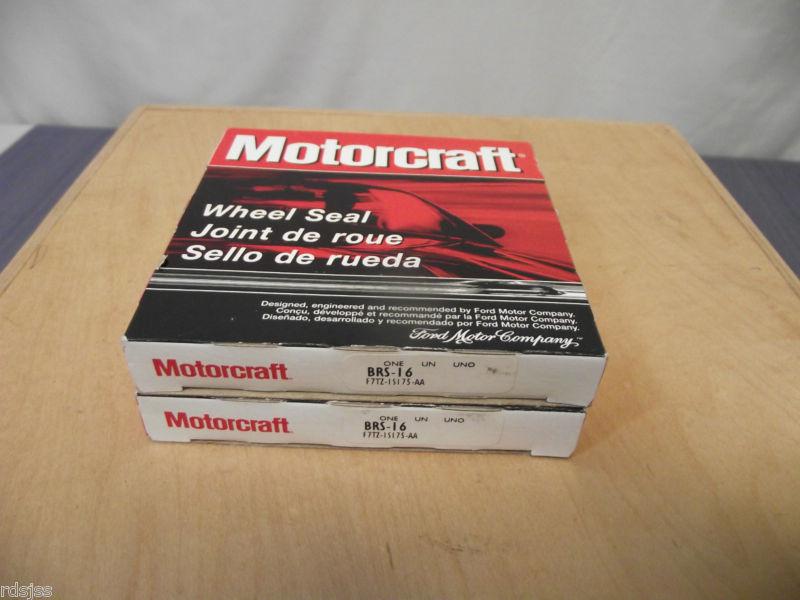 Motorcraft®
Wheel Seal
Joint de roue
Sello de rueda
Designed, engineered and recommended by Ford Motor Company.
Conçu, développé et recommandé par la Ford Motor Company.
Diseñado, desarrollado y recomendado por Ford Motor Company.
Ford Motor Company,™
Motorcraft
ONE UN UNO
BRS-16
F7TZ-1S175-AA
Motorcraft
ONE UN UNO
BRS-16
F7TZ-1S175-AA
rdsjss